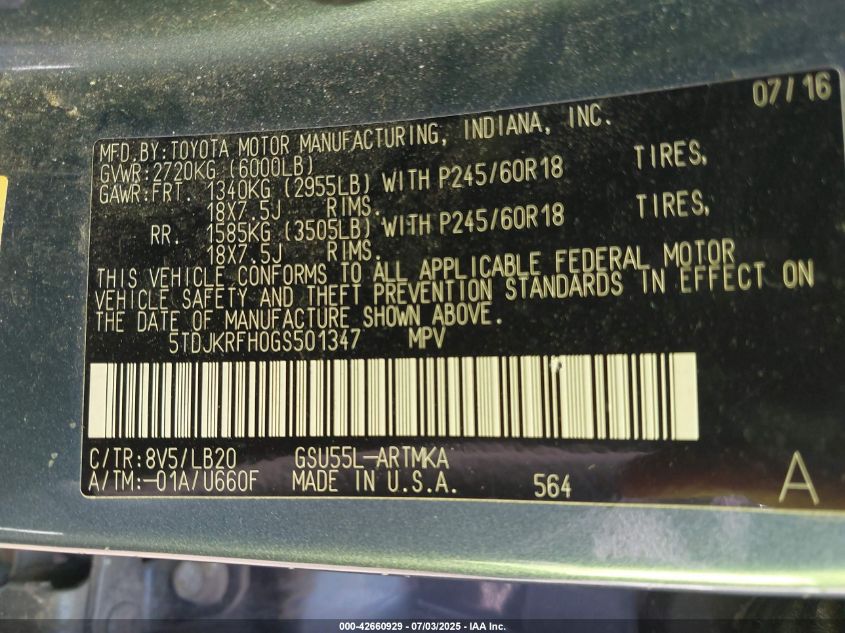 07/16
MFD.BY:TOYOTA MOTOR MANUFACTURING, INDIANA, INC.
GVWR:2720KG (6000LB)
GAWR:FRT. 1340KG (2955LB) WITH P245/60R18 TIRES,
18X7.5J RIMS.
RR. 1585KG (3505LB) WITH P245/60R18 TIRES,
18X7.5J RIMS.
THIS VEHICLE CONFORMS TO ALL APPLICABLE FEDERAL MOTOR
VEHICLE SAFETY AND THEFT PREVENTION STANDARDS IN EFFECT ON
THE DATE OF MANUFACTURE SHOWN ABOVE.
5TDJKRFH0GS501347 MPV
C/TR:8V5/LB20 GSU55L-ARTMKA
A/TM:-01A/U660F MADE IN U.S.A. 564 A
000-42660929 - 07/03/2025 - IAA Inc.